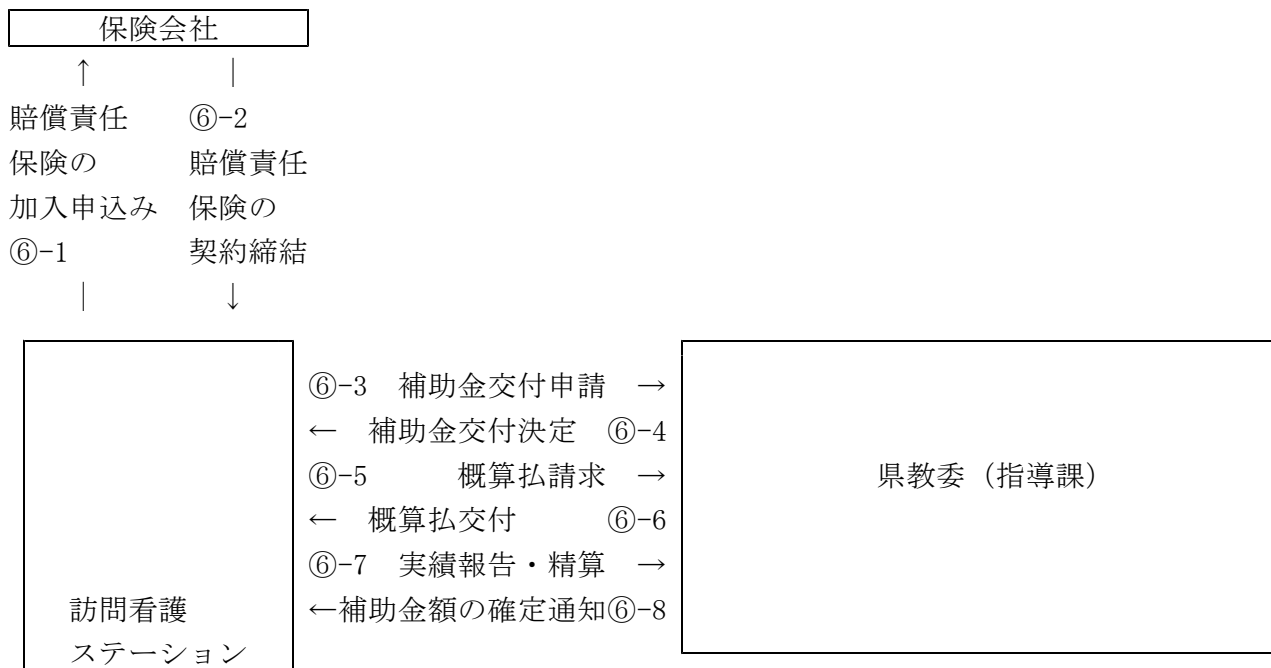 保険会社
↑　　　　｜
賠償責任　　⑥-2
保険の　　　賠償責任
加入申込み　保険の
⑥-1　　　　契約締結
｜　　　　↓
⑥-3　補助金交付申請　→
←　補助金交付決定　⑥-4
⑥-5　　　概算払請求　→
県教委（指導課）
←　概算払交付　　　⑥-6
⑥-7　実績報告・精算　→
←補助金額の確定通知⑥-8
訪問看護
ステーション